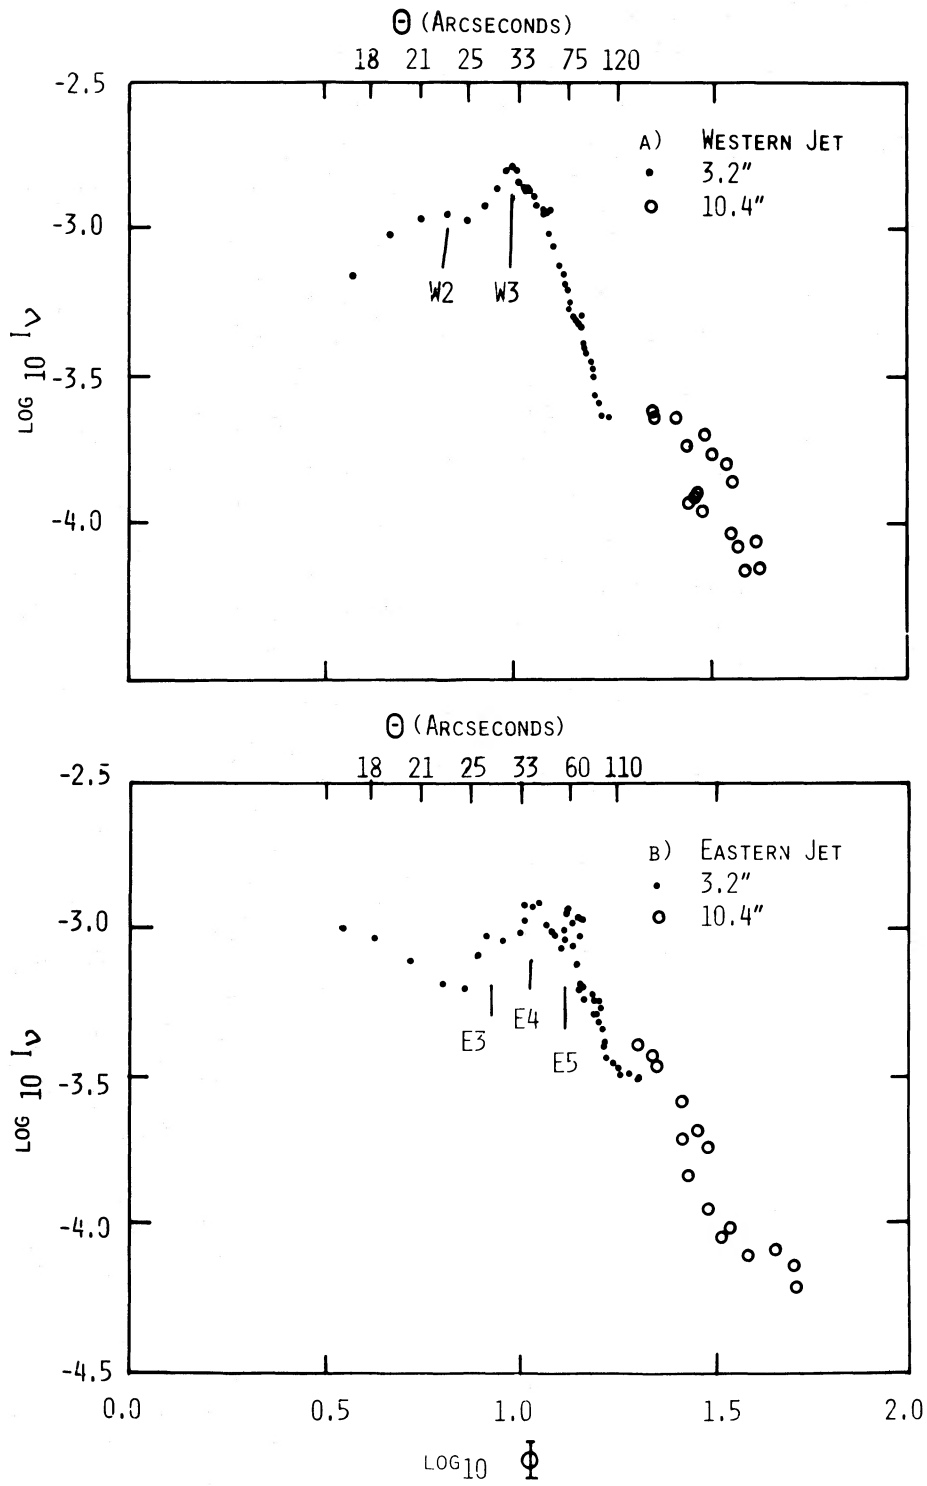 Θ (ARCSECONDS)
18 21 25 33 75 120
-2.5
A) WESTERN JET
3.2"
10.4"
-3.0
W2 W3
LOG 10 Iν
-3.5
-4.0
Θ (ARCSECONDS)
18 21 25 33 60 110
-2.5
B) EASTERN JET
3.2"
10.4"
-3.0
E3 E4 E5
LOG 10 Iν
-3.5
-4.0
-4.5
0.0 0.5 1.0 1.5 2.0
LOG10 Φ